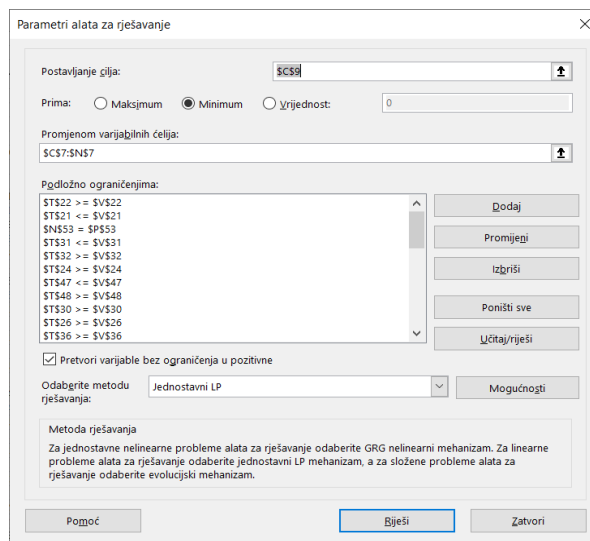 Parametri alata za rješavanje
Postavljanje cilja:
$C$9
Prima:
Maksimum
Minimum
Vrijednost:
0
Promjenom varijabilnih ćelija:
$C$7:$N$7
Podložno ograničenjima:
$T$22 >= $V$22
$T$21 <= $V$21
$N$53 = $P$53
$T$31 <= $V$31
$T$32 >= $V$32
$T$24 >= $V$24
$T$47 <= $V$47
$T$48 >= $V$48
$T$30 >= $V$30
$T$26 >= $V$26
$T$36 >= $V$36
Dodaj
Promijeni
Izbriši
Poništi sve
Učitaj/riješi
Pretvori varijable bez ograničenja u pozitivne
Odaberite metodu
rješavanja:
Jednostavni LP
Mogućnosti
Metoda rješavanja
Za jednostavne nelinearne probleme alata za rješavanje odaberite GRG nelinearni mehanizam. Za linearne
probleme alata za rješavanje odaberite jednostavni LP mehanizam, a za složene probleme alata za
rješavanje odaberite evolucijski mehanizam.
Pomoć
Riješi
Zatvori